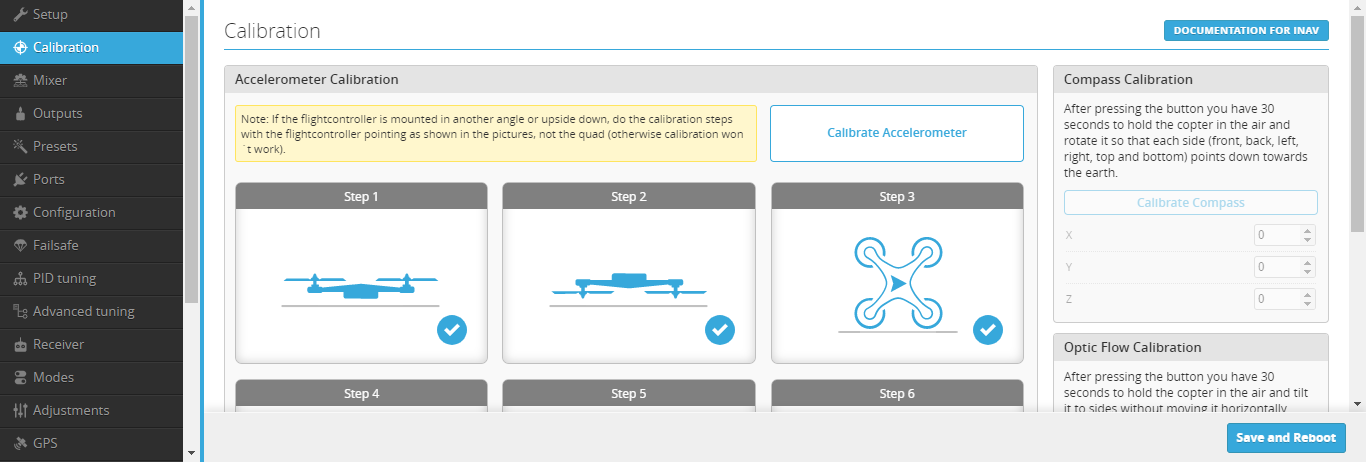 Setup
Calibration
Mixer
Outputs
Presets
Ports
Configuration
Failsafe
PID tuning
Advanced tuning
Receiver
Modes
Adjustments
GPS
Calibration
DOCUMENTATION FOR INAV
Accelerometer Calibration
Note: If the flightcontroller is mounted in another angle or upside down, do the calibration steps
with the flightcontroller pointing as shown in the pictures, not the quad (otherwise calibration won
´t work).
Calibrate Accelerometer
Step 1
Step 2
Step 3
Step 4
Step 5
Step 6
Compass Calibration
After pressing the button you have 30
seconds to hold the copter in the air and
rotate it so that each side (front, back, left,
right, top and bottom) points down towards
the earth.
Calibrate Compass
X 0
Y 0
Z 0
Optic Flow Calibration
After pressing the button you have 30
seconds to hold the copter in the air and tilt
it to sides without moving it horizontally
Save and Reboot